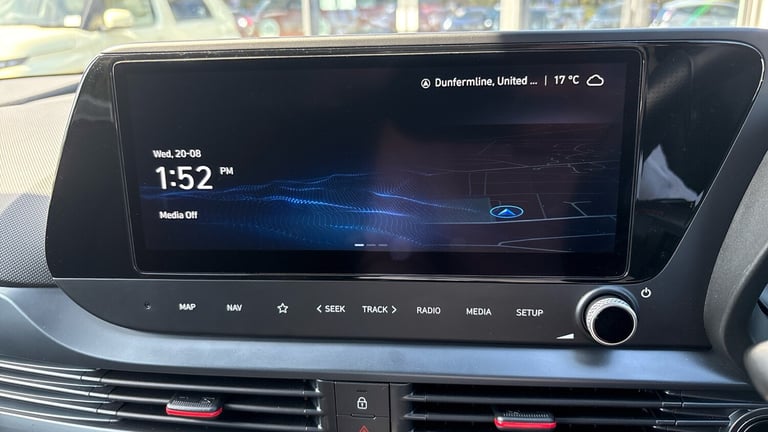 Dunfermline, United ... | 17 °C
Wed, 20-08
1:52 PM
Media Off
MAP NAV < SEEK TRACK > RADIO MEDIA SETUP